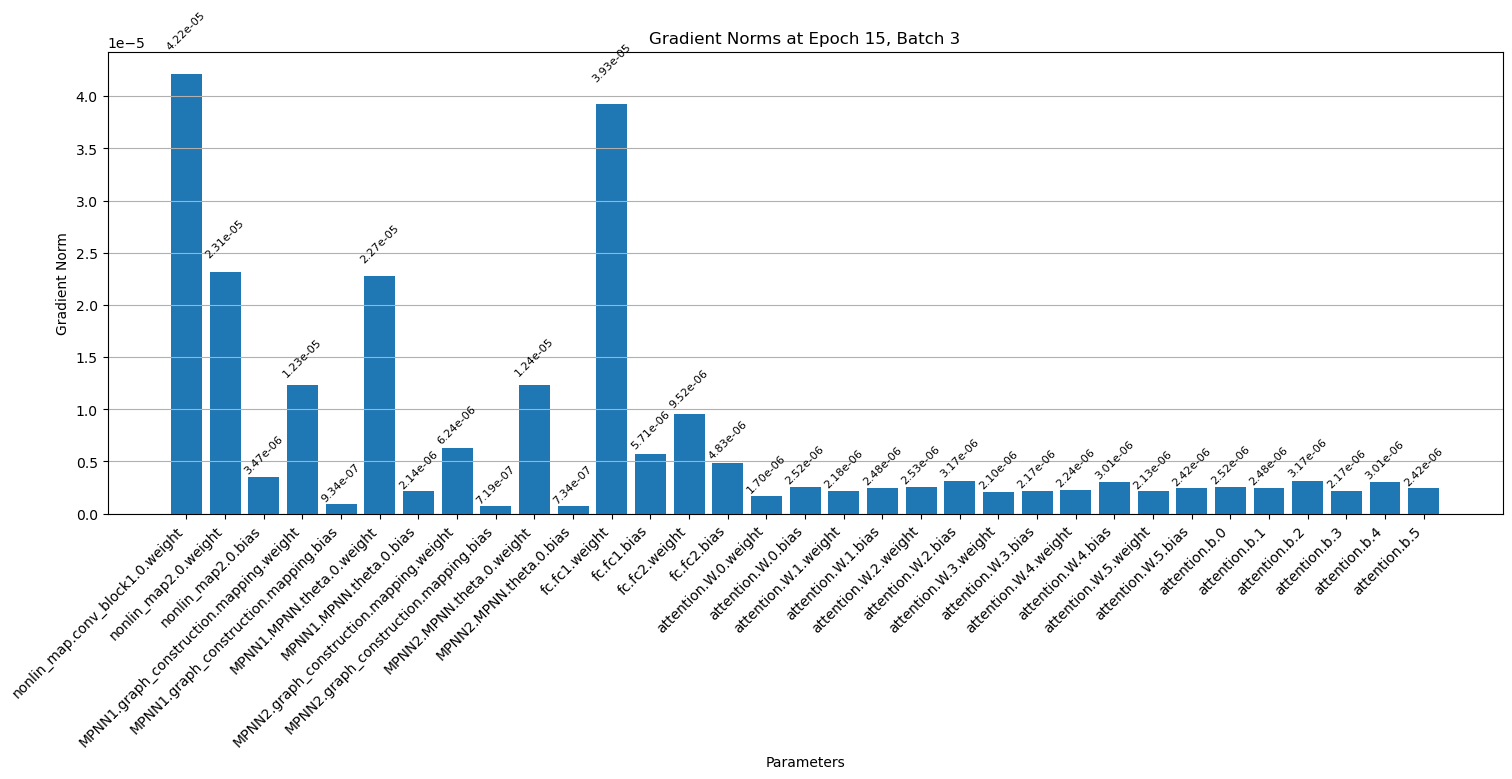 Gradient Norms at Epoch 15, Batch 3
1e−5
Gradient Norm
4.0
3.5
3.0
2.5
2.0
1.5
1.0
0.5
0.0
4.22e-05
2.31e-05
3.47e-06
1.23e-05
9.34e-07
2.27e-05
2.14e-06
6.24e-06
7.19e-07
1.24e-05
7.34e-07
3.93e-05
5.71e-06
9.52e-06
4.83e-06
1.70e-06
2.52e-06
2.18e-06
2.48e-06
2.53e-06
3.17e-06
2.10e-06
2.17e-06
2.24e-06
3.01e-06
2.13e-06
2.42e-06
2.52e-06
2.48e-06
3.17e-06
2.17e-06
3.01e-06
2.42e-06
nonlin_map.conv_block1.0.weight
nonlin_map2.0.weight
nonlin_map2.0.bias
MPNN1.graph_construction.mapping.weight
MPNN1.graph_construction.mapping.bias
MPNN1.MPNN.theta.0.weight
MPNN1.MPNN.theta.0.bias
MPNN2.graph_construction.mapping.weight
MPNN2.graph_construction.mapping.bias
MPNN2.MPNN.theta.0.weight
MPNN2.MPNN.theta.0.bias
fc.fc1.weight
fc.fc1.bias
fc.fc2.weight
fc.fc2.bias
attention.W.0.weight
attention.W.0.bias
attention.W.1.weight
attention.W.1.bias
attention.W.2.weight
attention.W.2.bias
attention.W.3.weight
attention.W.3.bias
attention.W.4.weight
attention.W.4.bias
attention.W.5.weight
attention.W.5.bias
attention.b.0
attention.b.1
attention.b.2
attention.b.3
attention.b.4
attention.b.5
Parameters